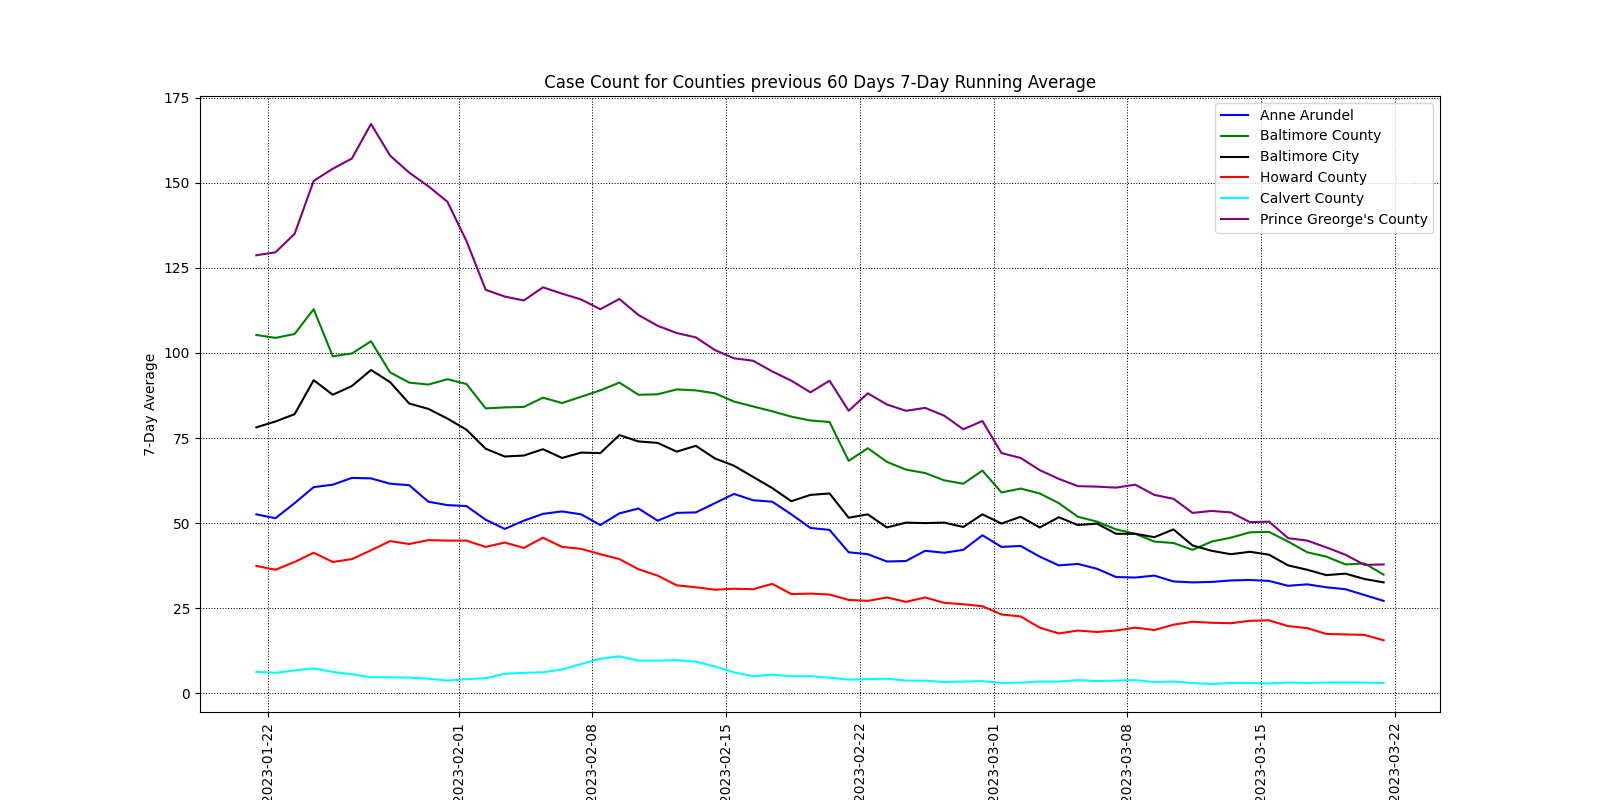 Case Count for Counties previous 60 Days 7-Day Running Average
175
150
125
100
75
50
25
0
7-Day Average
Anne Arundel
Baltimore County
Baltimore City
Howard County
Calvert County
Prince Greorge's County
2023-01-22
2023-02-01
2023-02-08
2023-02-15
2023-02-22
2023-03-01
2023-03-08
2023-03-15
2023-03-22